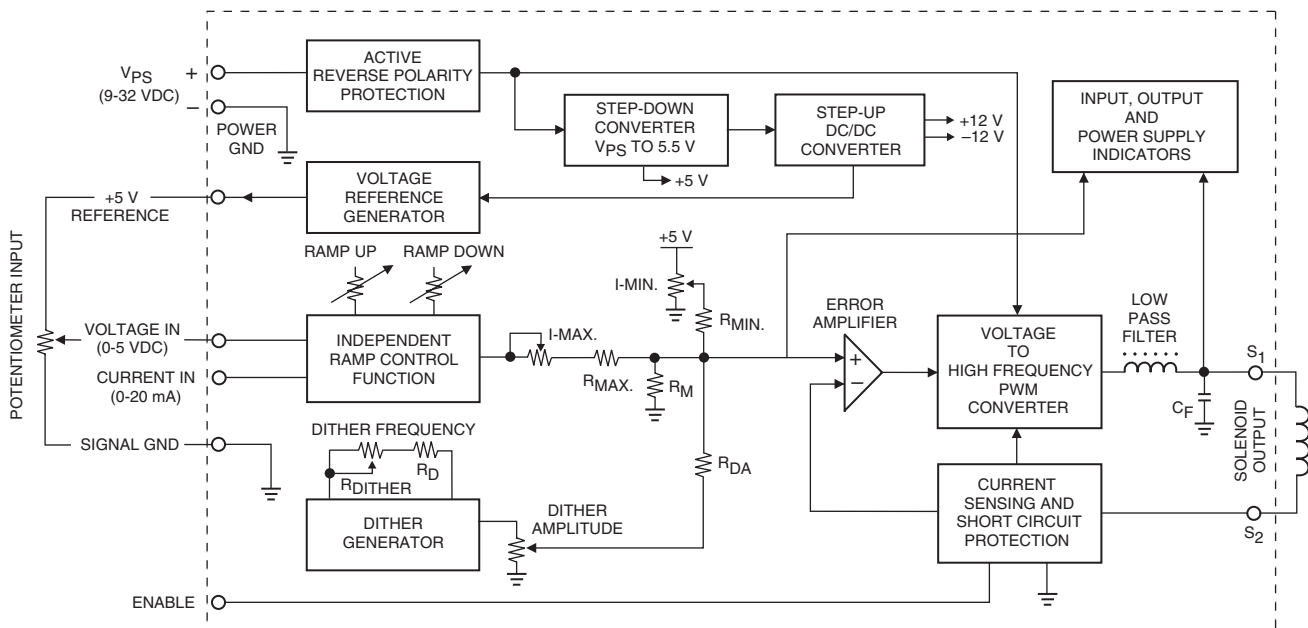 ACTIVE
REVERSE POLARITY
PROTECTION
VPS
(9-32 VDC)
+
−
POWER
GND
STEP-DOWN
CONVERTER
VPS TO 5.5 V
+5 V
STEP-UP
DC/DC
CONVERTER
+12 V
−12 V
INPUT, OUTPUT
AND
POWER SUPPLY
INDICATORS
+5 V
REFERENCE
VOLTAGE
REFERENCE
GENERATOR
POTENTIOMETER INPUT
RAMP UP
RAMP DOWN
VOLTAGE IN
(0-5 VDC)
CURRENT IN
(0-20 mA)
SIGNAL GND
INDEPENDENT
RAMP CONTROL
FUNCTION
I-MAX.
RMAX.
RM
+5 V
I-MIN.
RMIN.
ERROR
AMPLIFIER
+
−
VOLTAGE
TO
HIGH FREQUENCY
PWM
CONVERTER
LOW
PASS
FILTER
S1
CF
SOLENOID
OUTPUT
S2
DITHER FREQUENCY
RD
RDITHER
DITHER
GENERATOR
DITHER
AMPLITUDE
RDA
CURRENT
SENSING AND
SHORT CIRCUIT
PROTECTION
ENABLE